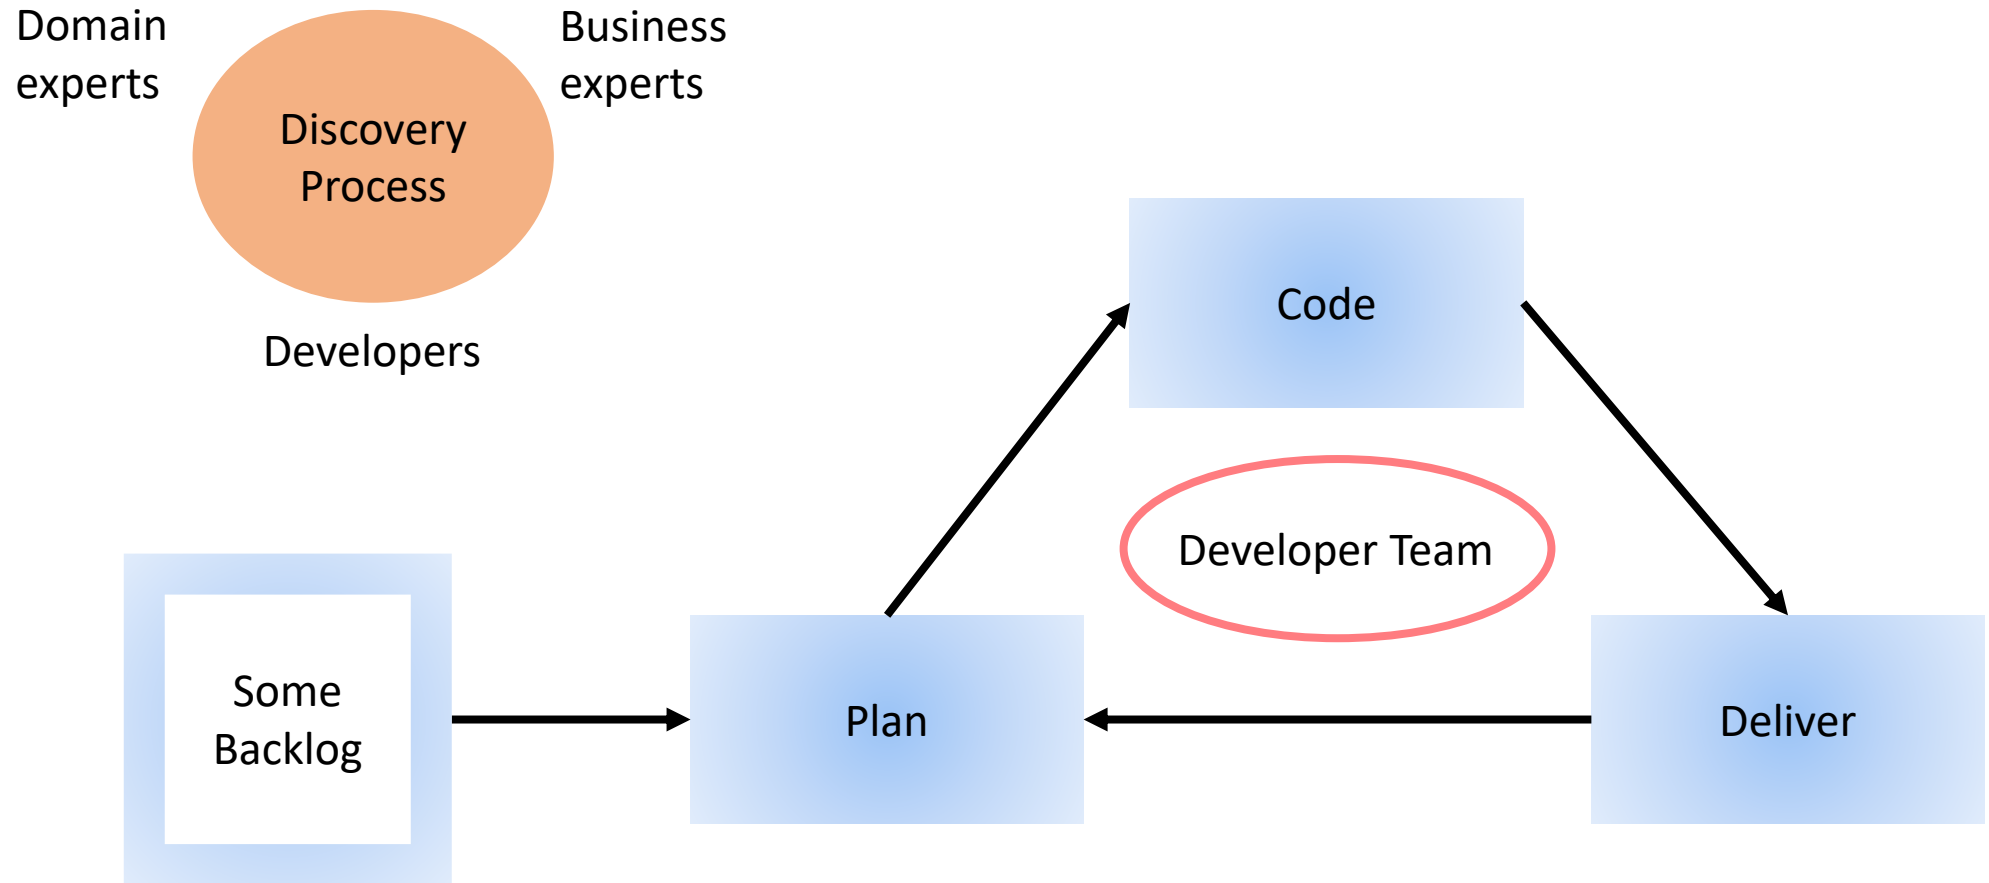 Domain
experts
Business
experts
Discovery
Process
Developers
Code
Developer Team
Some
Backlog
Plan
Deliver